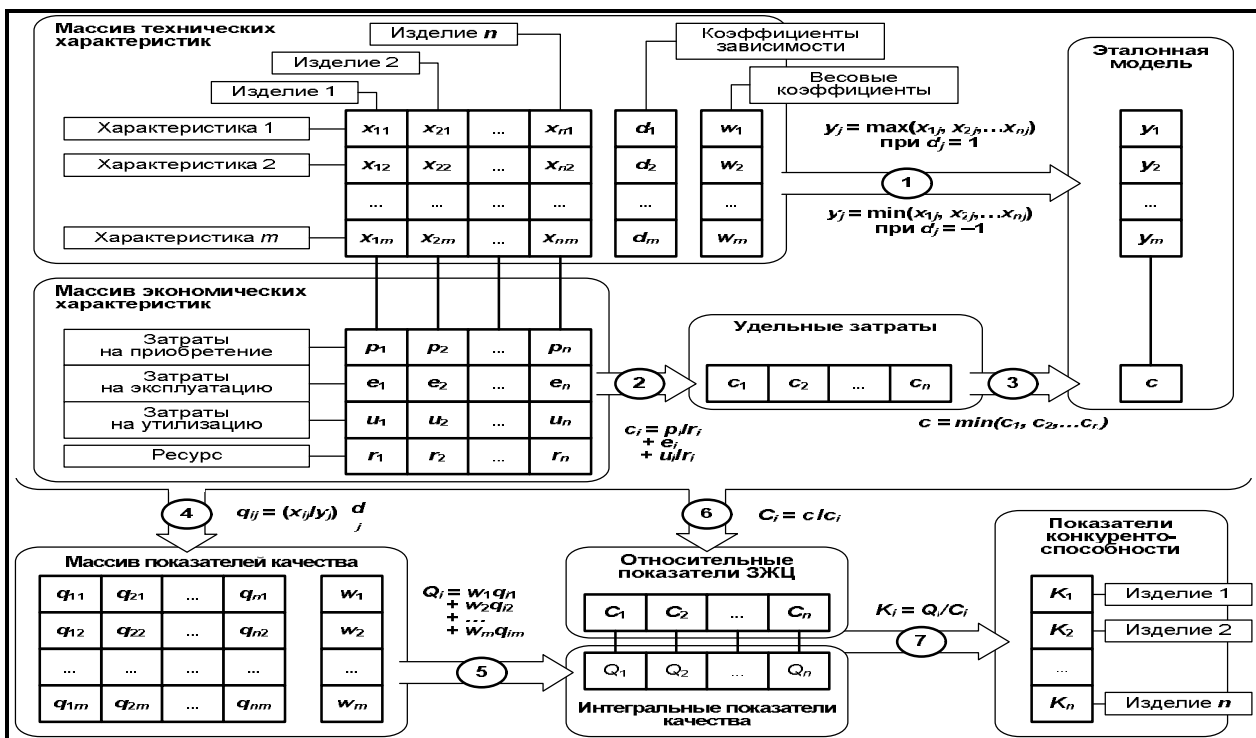 Массив технических
характеристик
Изделие n
Изделие 2
Изделие 1
Коэффициенты
зависимости
Весовые
коэффициенты
Эталонная
модель
Характеристика 1
x11 x21 ... xn1 d1 w1 y1
Характеристика 2
x12 x22 ... xn2 d2 w2 y2
... ... ... ... ... ... ...
Характеристика m
x1m x2m ... xnm dm wm ym
yj = max(x1j, x2j,...xnj)
при dj = 1
1
yj = min(x1j, x2j,...xnj)
при dj = –1
Массив экономических
характеристик
Затраты
на приобретение
p1 p2 ... pn
Затраты
на эксплуатацию
e1 e2 ... en
Затраты
на утилизацию
u1 u2 ... un
Ресурс
r1 r2 ... rn
2
ci = pi/ri
+ ei
+ ui/ri
Удельные затраты
c1 c2 ... cn
3
c = min(c1, c2,...cr)
c
4
qij = (xij/yj) d
j
6
Ci = c/ci
Массив показателей качества
q11 q21 ... qn1 w1
q12 q22 ... qn2 w2
... ... ... ... ...
q1m q2m ... qnm wm
Qi = w1qi1
+ w2qi2
+ ...
+ wmqim
5
Относительные
показатели ЗЖЦ
C1 C2 ... Cn
Q1 Q2 ... Qn
Интегральные показатели
качества
Ki = Qi/Ci
7
Показатели
конкуренто-
способности
K1 Изделие 1
K2 Изделие 2
...
Kn Изделие n